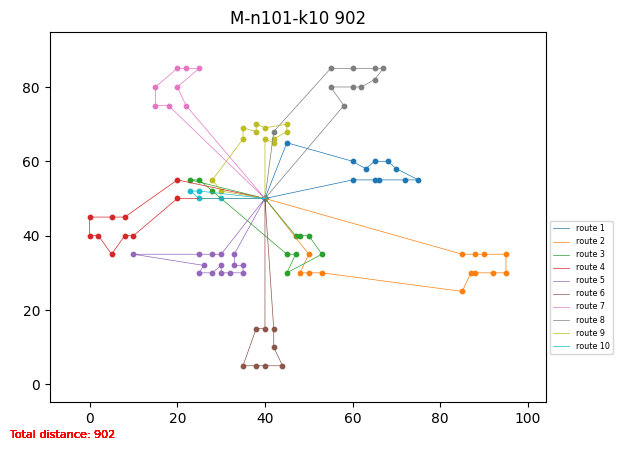 M-n101-k10 902
80
60
40
20
0
0 20 40 60 80 100
route 1
route 2
route 3
route 4
route 5
route 6
route 7
route 8
route 9
route 10
Total distance: 902